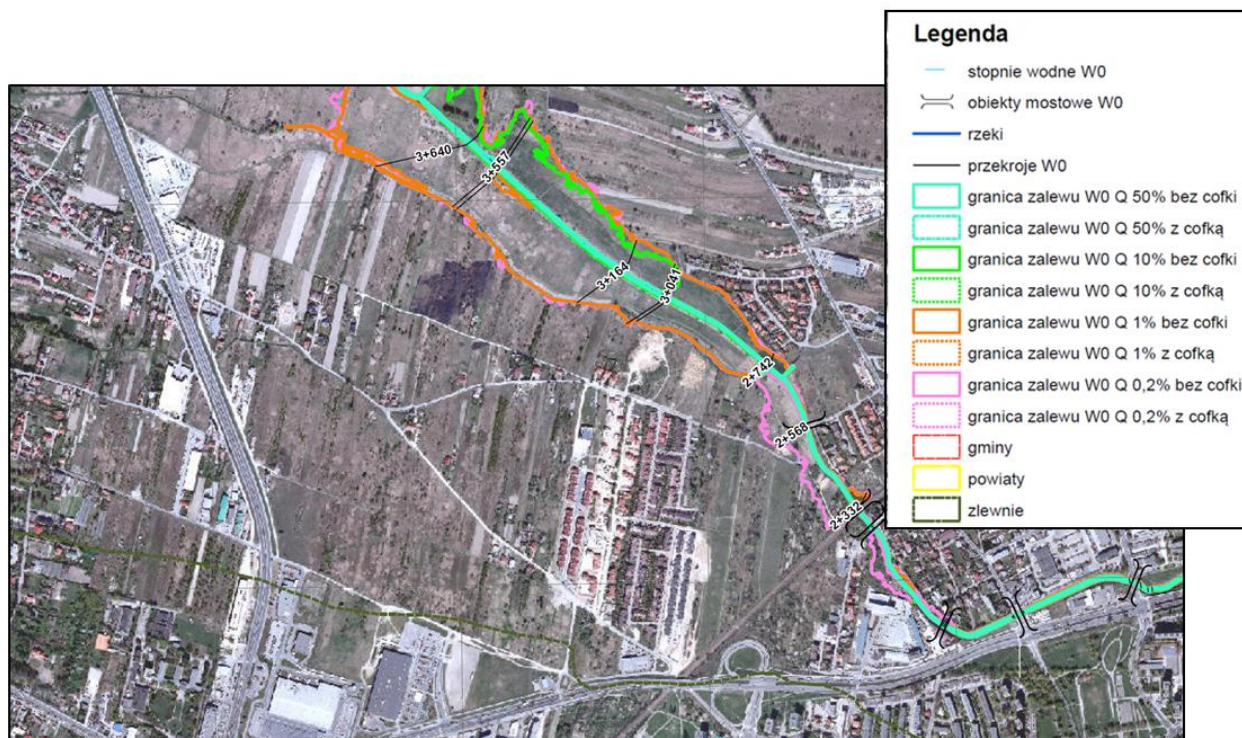 Legenda
stopnie wodne W0
obiekty mostowe W0
rzeki
przekroje W0
granica zalewu W0 Q 50% bez cofki
granica zalewu W0 Q 50% z cofką
granica zalewu W0 Q 10% bez cofki
granica zalewu W0 Q 10% z cofką
granica zalewu W0 Q 1% bez cofki
granica zalewu W0 Q 1% z cofką
granica zalewu W0 Q 0,2% bez cofki
granica zalewu W0 Q 0,2% z cofką
gminy
powiaty
zlewnie
3+640
3+557
3+164
3+041
2+742
2+568
2+332